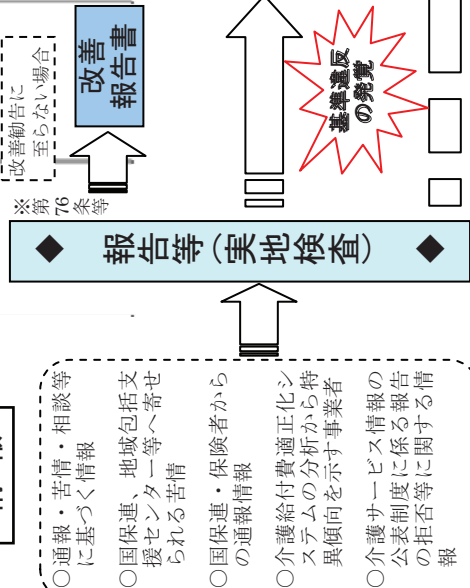 ○通報・苦情・相談等
に基づく情報
○国保連、地域包括支
援センター等へ寄せ
られる苦情
○国保連・保険者から
の通報情報
○介護給付費適正化シ
ステムの分析から特
異傾向を示す事業者
○介護サービス情報の
公表制度に係る報告
の拒否等に関する情
報
◆ 報告等(実地検査) ◆
※第
76
条等
改善勧告に
至らない場合
改善
報告書
基準違反
の発覚